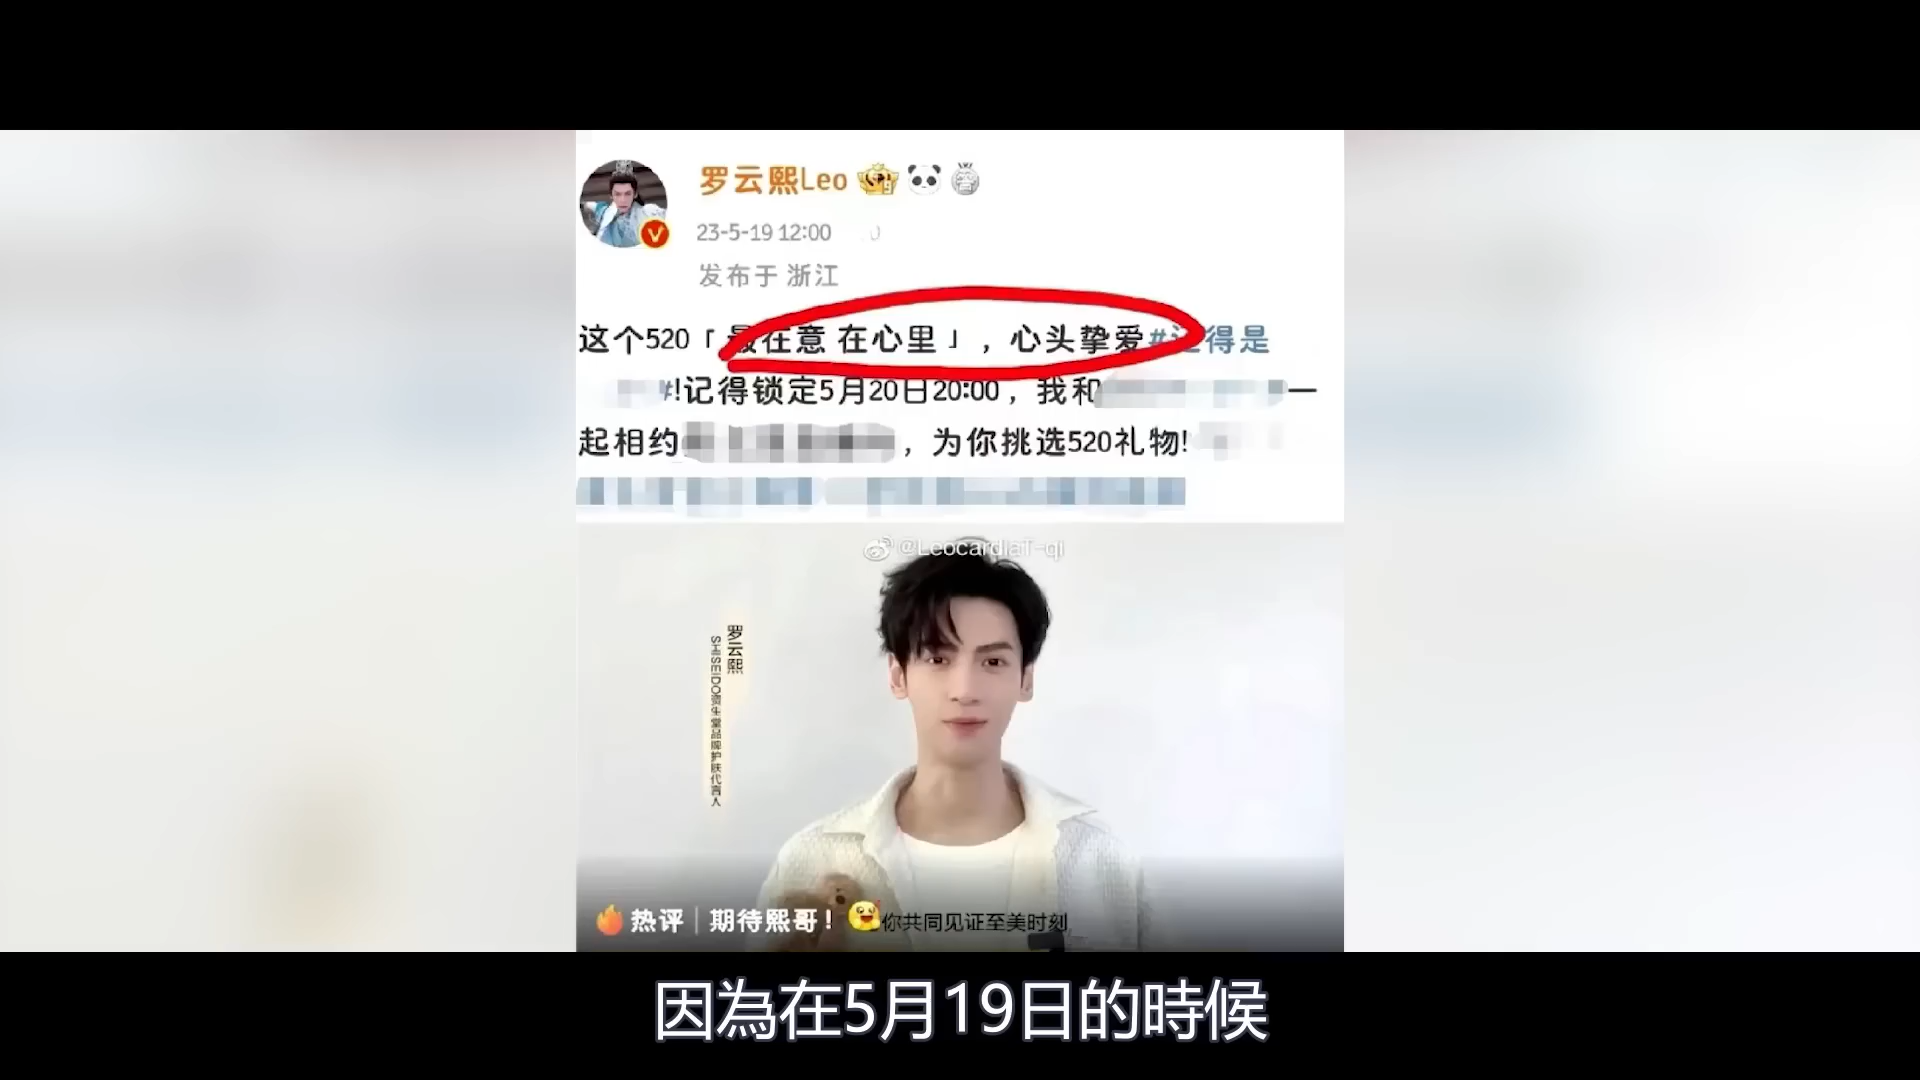 罗云熙Leo
23-5-19 12:00
发布于 浙江
这个520「最在意 在心里」，心头挚爱#记得是
#!记得锁定5月20日20:00，我和一
起相约，为你挑选520礼物!
@Leocardiat-qi
罗云熙
SHISEIDO资生堂品牌护肤代言人
热评｜期待熙哥！
你共同见证至美时刻
因為在5月19日的時候